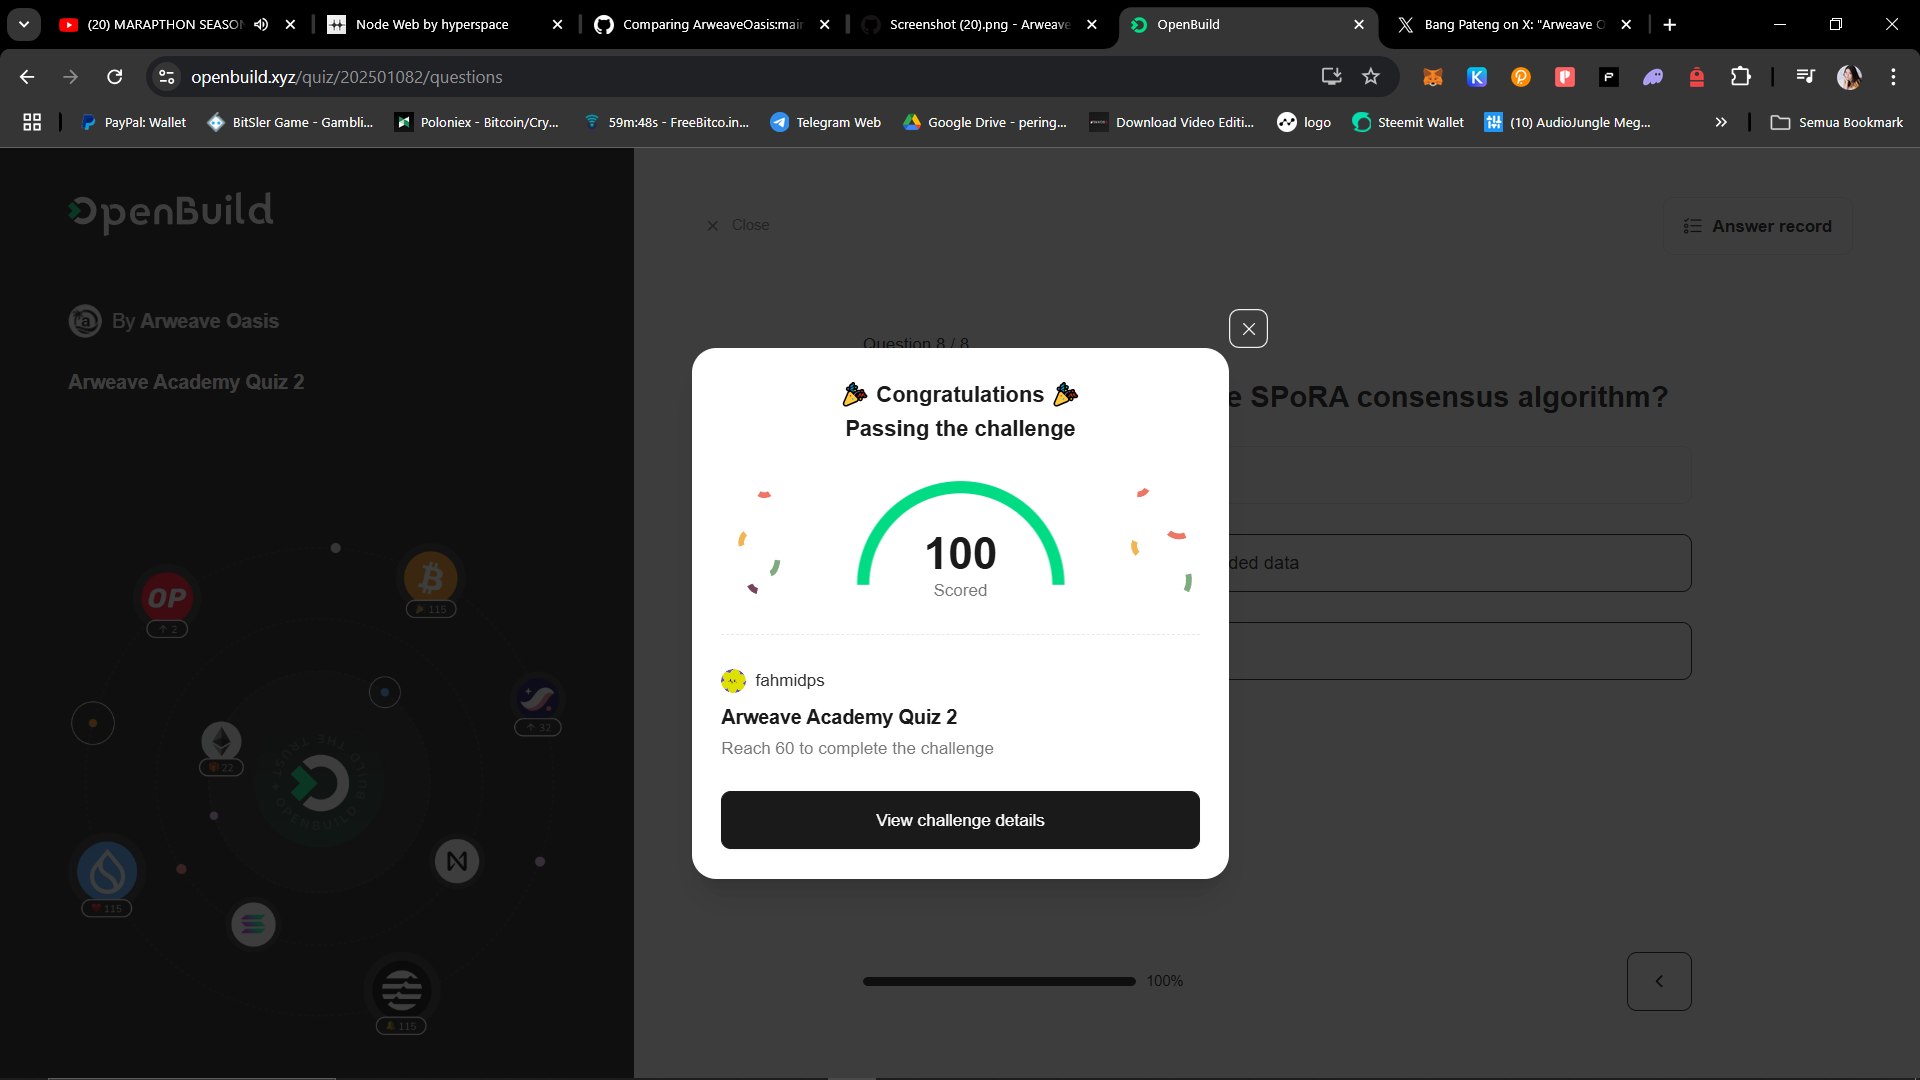 (20) MARAPTHON SEASON
Node Web by hyperspace
Comparing ArweaveOasis:main
Screenshot (20).png - Arweave
OpenBuild
Bang Pateng on X: "Arweave O
openbuild.xyz/quiz/202501082/questions
PayPal: Wallet
BitSler Game - Gambli...
Poloniex - Bitcoin/Cry...
59m:48s - FreeBitco.in...
Telegram Web
Google Drive - pering...
Download Video Editi...
logo
Steemit Wallet
(10) AudioJungle Meg...
Semua Bookmark
OpenBuild
By Arweave Oasis
Arweave Academy Quiz 2
OP
2
115
32
22
115
115
Close
Answer record
Question 8 / 8
e SPoRA consensus algorithm?
ded data
Congratulations
Passing the challenge
100
Scored
fahmidps
Arweave Academy Quiz 2
Reach 60 to complete the challenge
View challenge details
100%